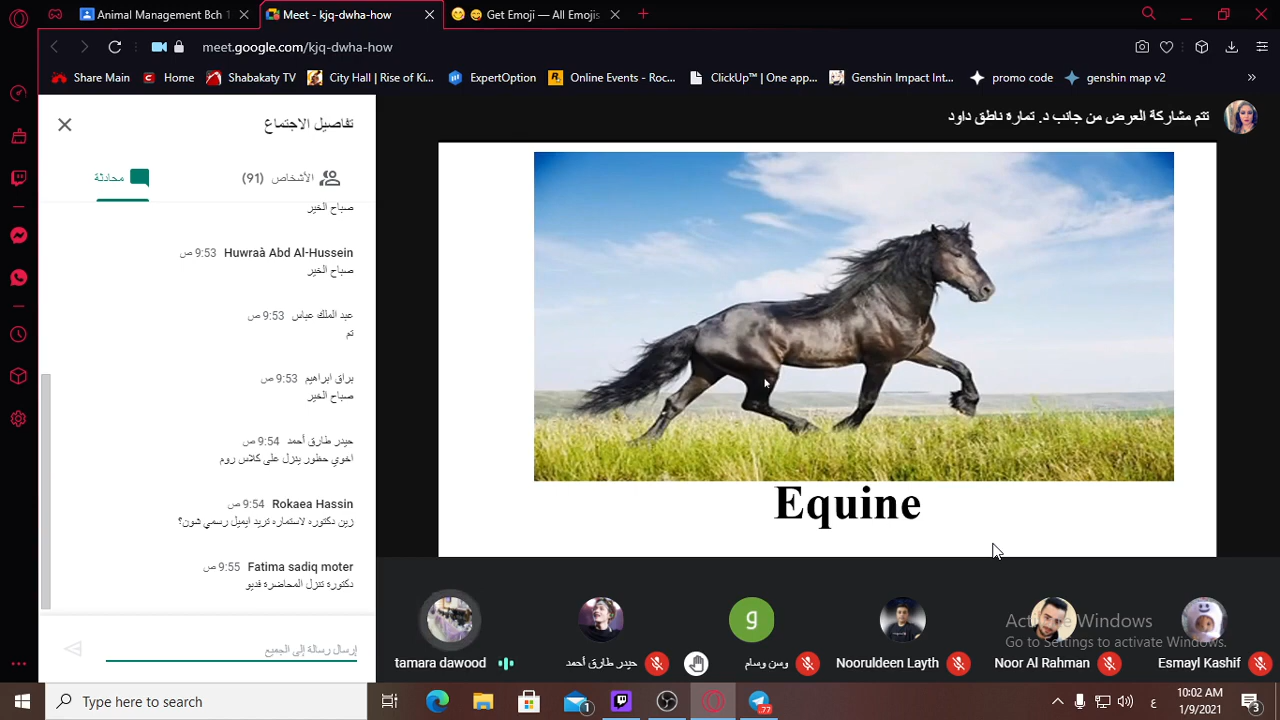 Animal Management Bch 1
Meet - kjq-dwha-how
Get Emoji — All Emojis
meet.google.com/kjq-dwha-how
Share Main
Home
Shabakaty TV
City Hall | Rise of Ki...
ExpertOption
Online Events - Roc...
ClickUp™ | One app...
Genshin Impact Int...
promo code
genshin map v2
تفاصيل الاجتماع
الأشخاص (91)
محادثة
صباح الخير
Huwraà Abd Al-Hussein 9:53 ص
صباح الخير
عبد الملك عباس 9:53 ص
تم
براق ابراهيم 9:53 ص
صباح الخير
حيدر طارق أحمد 9:54 ص
اخوي حظور ينزل على كلاس روم
Rokaea Hassin 9:54 ص
زين دكتوره لاستماره تريد ايميل رسمي شون؟
Fatima sadiq moter 9:55 ص
دكتورة تنزل المحاضرة فديو
إرسال رسالة إلى الجميع
تتم مشاركة العرض من جانب د. تمارة ناطق داود
Equine
g
tamara dawood
حيدر طارق أحمد
وسن وسام
Nooruldeen Layth
Noor Al Rahman
Esmayl Kashif
Activate Windows
Go to Settings to activate Windows.
Type here to search
1
77
ع
10:02 AM
1/9/2021
3